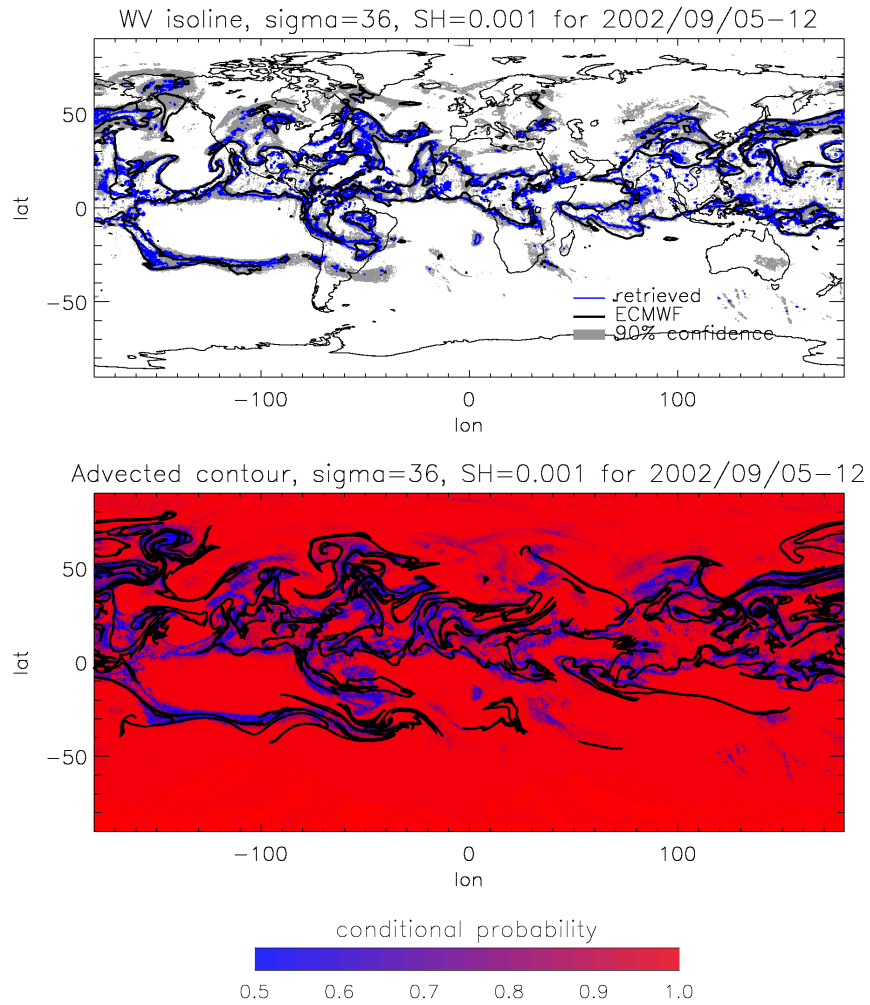 WV isoline, sigma=36, SH=0.001 for 2002/09/05-12
50
0
−50
lat
retrieved
ECMWF
90% confidence
−100 0 100
lon
Advected contour, sigma=36, SH=0.001 for 2002/09/05-12
50
0
−50
lat
−100 0 100
lon
conditional probability
0.5 0.6 0.7 0.8 0.9 1.0